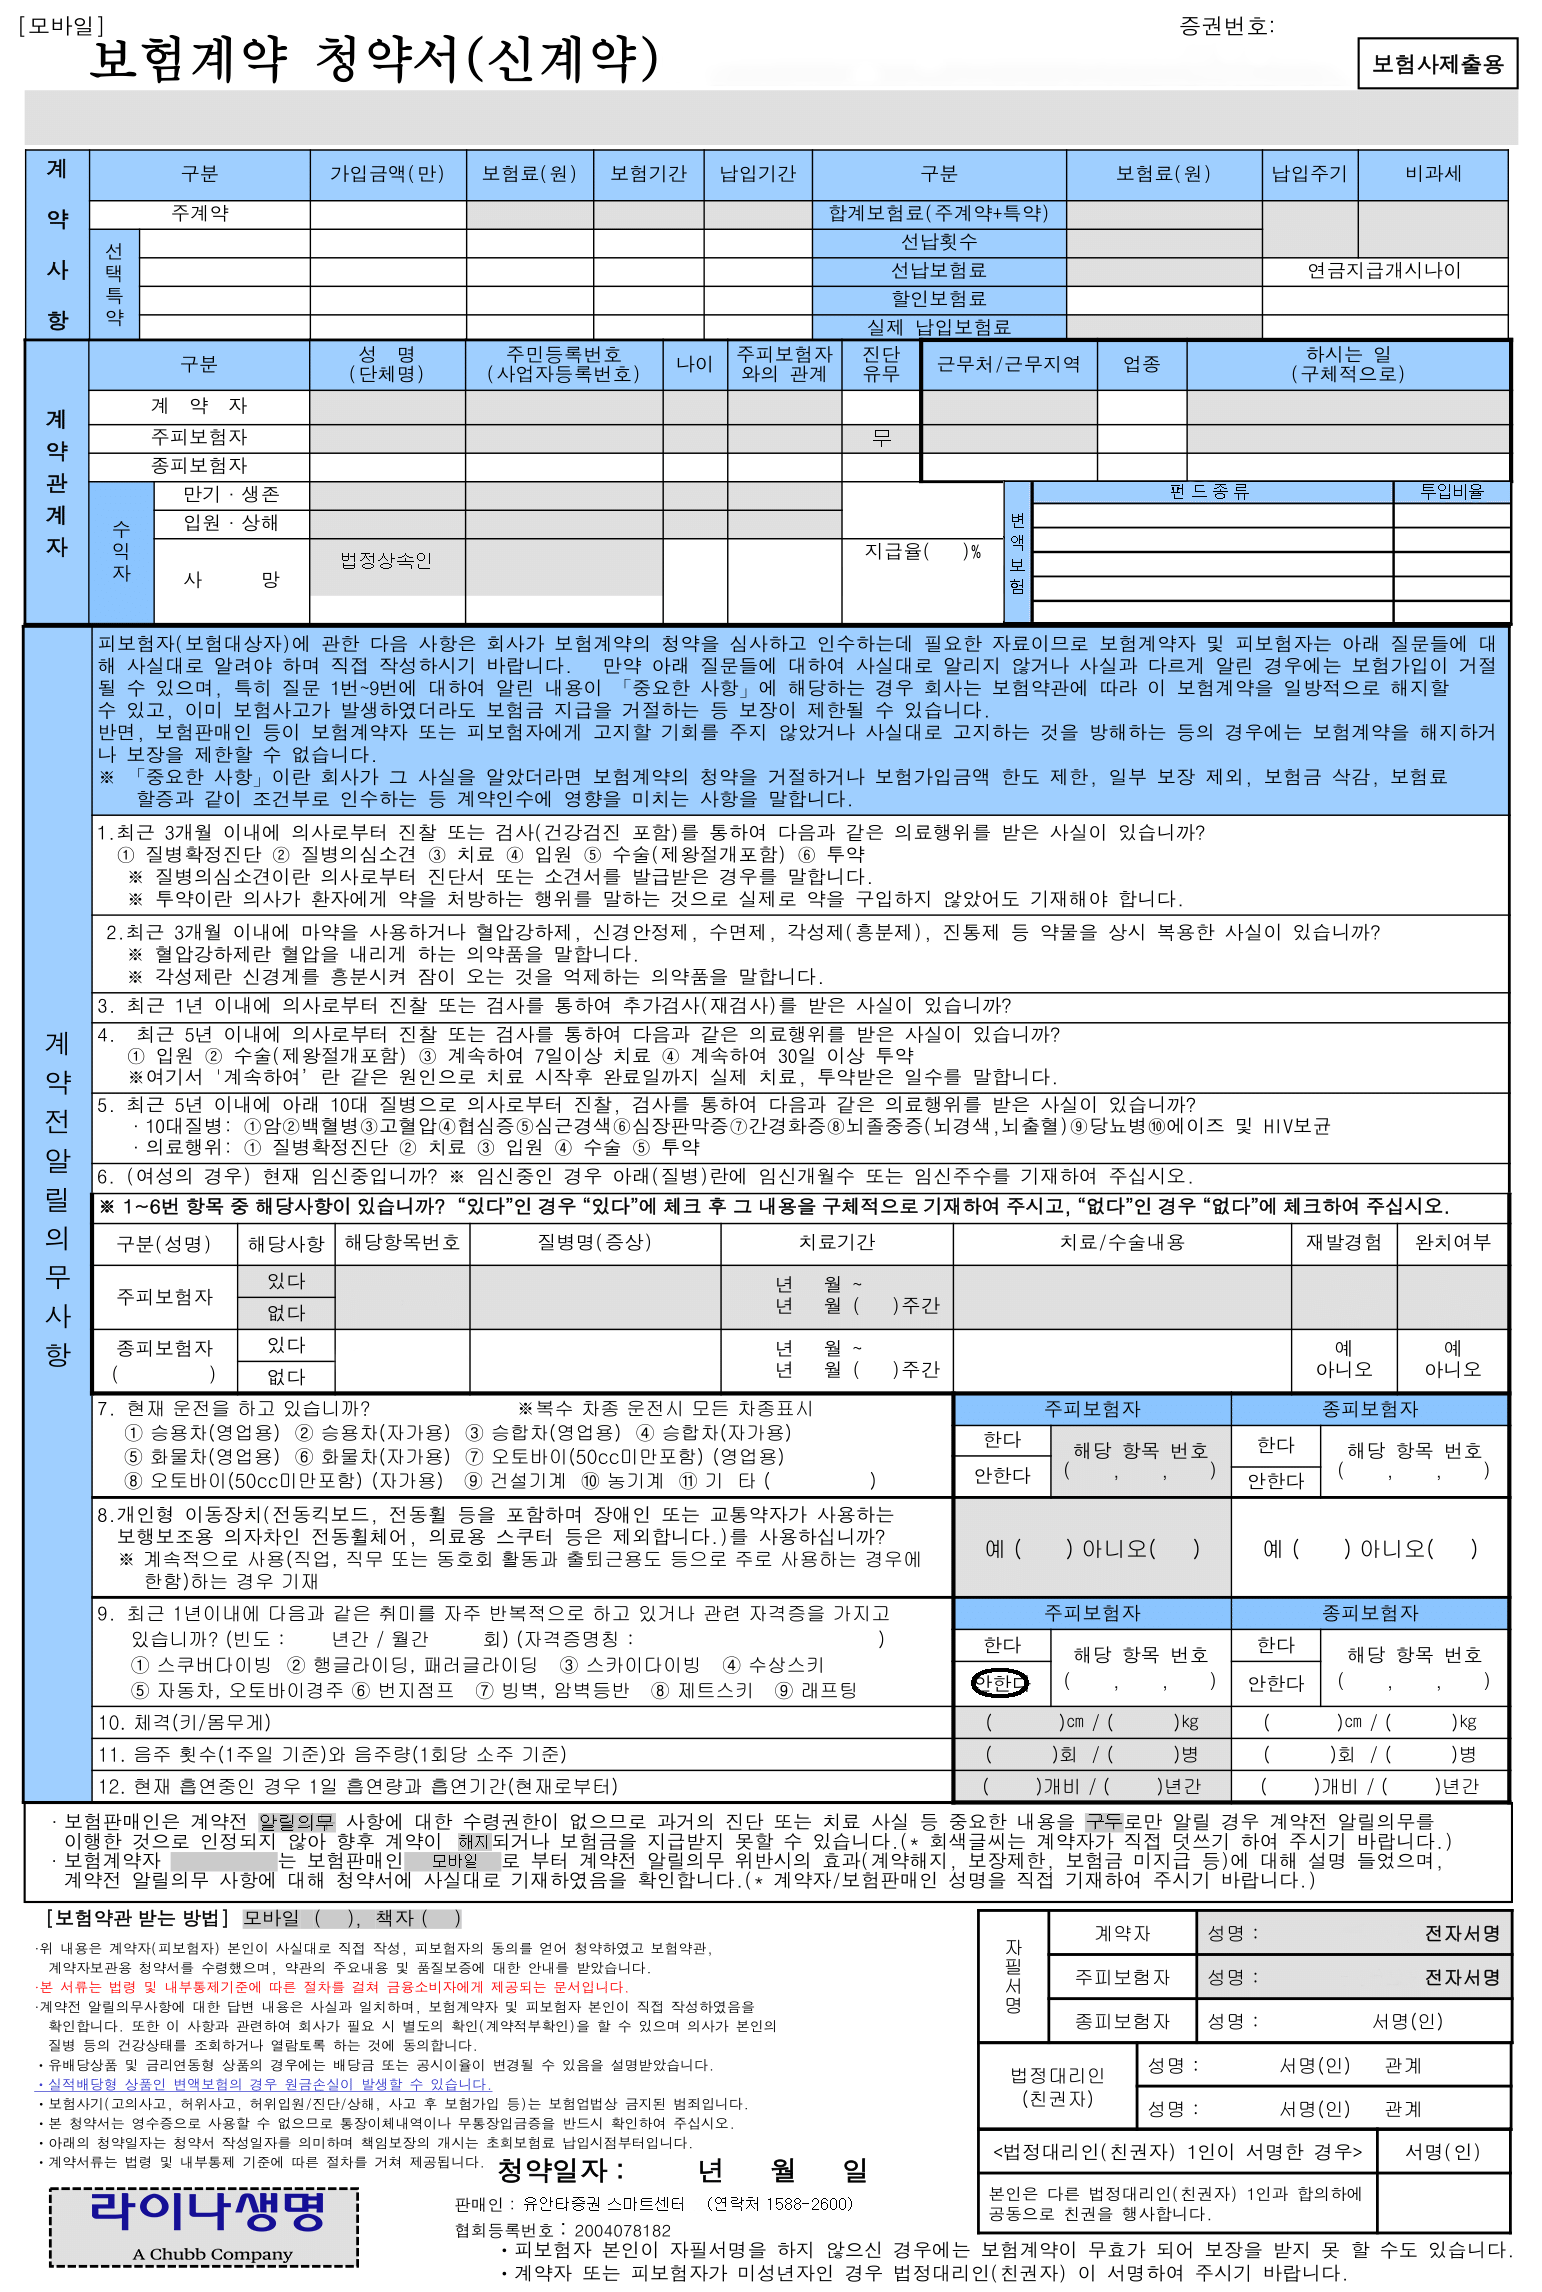 [모바일]
증권번호:
보험계약 청약서(신계약)
보험사제출용
계약사항
구분 가입금액(만) 보험료(원) 보험기간 납입기간 구분 보험료(원) 납입주기 비과세
주계약 합계보험료(주계약+특약)
선택특약
선납횟수
선납보험료 연금지급개시나이
할인보험료
실제 납입보험료
계약관계자
구분 성 명 (단체명) 주민등록번호 (사업자등록번호) 나이 주피보험자와의 관계 진단유무 근무처/근무지역 업종 하시는 일 (구체적으로)
계 약 자
주피보험자 무
종피보험자
수익자
만기 · 생존
입원 · 상해
사 망 법정상속인 지급율( )%
변액보험
펀드종류 투입비율
계약전알릴의무사항
피보험자(보험대상자)에 관한 다음 사항은 회사가 보험계약의 청약을 심사하고 인수하는데 필요한 자료이므로 보험계약자 및 피보험자는 아래 질문들에 대
해 사실대로 알려야 하며 직접 작성하시기 바랍니다. 만약 아래 질문들에 대하여 사실대로 알리지 않거나 사실과 다르게 알린 경우에는 보험가입이 거절
될 수 있으며, 특히 질문 1번~9번에 대하여 알린 내용이 「중요한 사항」에 해당하는 경우 회사는 보험약관에 따라 이 보험계약을 일방적으로 해지할
수 있고, 이미 보험사고가 발생하였더라도 보험금 지급을 거절하는 등 보장이 제한될 수 있습니다.
반면, 보험판매인 등이 보험계약자 또는 피보험자에게 고지할 기회를 주지 않았거나 사실대로 고지하는 것을 방해하는 등의 경우에는 보험계약을 해지하거
나 보장을 제한할 수 없습니다.
※ 「중요한 사항」이란 회사가 그 사실을 알았더라면 보험계약의 청약을 거절하거나 보험가입금액 한도 제한, 일부 보장 제외, 보험금 삭감, 보험료
할증과 같이 조건부로 인수하는 등 계약인수에 영향을 미치는 사항을 말합니다.
1.최근 3개월 이내에 의사로부터 진찰 또는 검사(건강검진 포함)를 통하여 다음과 같은 의료행위를 받은 사실이 있습니까?
① 질병확정진단 ② 질병의심소견 ③ 치료 ④ 입원 ⑤ 수술(제왕절개포함) ⑥ 투약
※ 질병의심소견이란 의사로부터 진단서 또는 소견서를 발급받은 경우를 말합니다.
※ 투약이란 의사가 환자에게 약을 처방하는 행위를 말하는 것으로 실제로 약을 구입하지 않았어도 기재해야 합니다.
2.최근 3개월 이내에 마약을 사용하거나 혈압강하제, 신경안정제, 수면제, 각성제(흥분제), 진통제 등 약물을 상시 복용한 사실이 있습니까?
※ 혈압강하제란 혈압을 내리게 하는 의약품을 말합니다.
※ 각성제란 신경계를 흥분시켜 잠이 오는 것을 억제하는 의약품을 말합니다.
3. 최근 1년 이내에 의사로부터 진찰 또는 검사를 통하여 추가검사(재검사)를 받은 사실이 있습니까?
4. 최근 5년 이내에 의사로부터 진찰 또는 검사를 통하여 다음과 같은 의료행위를 받은 사실이 있습니까?
① 입원 ② 수술(제왕절개포함) ③ 계속하여 7일이상 치료 ④ 계속하여 30일 이상 투약
※여기서 '계속하여' 란 같은 원인으로 치료 시작후 완료일까지 실제 치료, 투약받은 일수를 말합니다.
5. 최근 5년 이내에 아래 10대 질병으로 의사로부터 진찰, 검사를 통하여 다음과 같은 의료행위를 받은 사실이 있습니까?
· 10대질병: ①암②백혈병③고혈압④협심증⑤심근경색⑥심장판막증⑦간경화증⑧뇌졸중증(뇌경색,뇌출혈)⑨당뇨병⑩에이즈 및 HIV보균
· 의료행위: ① 질병확정진단 ② 치료 ③ 입원 ④ 수술 ⑤ 투약
6. (여성의 경우) 현재 임신중입니까? ※ 임신중인 경우 아래(질병)란에 임신개월수 또는 임신주수를 기재하여 주십시오.
※ 1~6번 항목 중 해당사항이 있습니까? “있다”인 경우 “있다”에 체크 후 그 내용을 구체적으로 기재하여 주시고, “없다”인 경우 “없다”에 체크하여 주십시오.
구분(성명) 해당사항 해당항목번호 질병명(증상) 치료기간 치료/수술내용 재발경험 완치여부
주피보험자 있다 년 월 ~
없다 년 월 ( )주간
종피보험자 있다 년 월 ~ 예 예
( ) 없다 년 월 ( )주간 아니오 아니오
7. 현재 운전을 하고 있습니까? ※복수 차종 운전시 모든 차종표시 주피보험자 종피보험자
① 승용차(영업용) ② 승용차(자가용) ③ 승합차(영업용) ④ 승합차(자가용) 한다 해당 항목 번호 한다 해당 항목 번호
⑤ 화물차(영업용) ⑥ 화물차(자가용) ⑦ 오토바이(50cc미만포함) (영업용) 안한다 ( , , ) 안한다 ( , , )
⑧ 오토바이(50cc미만포함) (자가용) ⑨ 건설기계 ⑩ 농기계 ⑪ 기 타 ( )
8.개인형 이동장치(전동킥보드, 전동휠 등을 포함하며 장애인 또는 교통약자가 사용하는
보행보조용 의자차인 전동휠체어, 의료용 스쿠터 등은 제외합니다.)를 사용하십니까?
※ 계속적으로 사용(직업, 직무 또는 동호회 활동과 출퇴근용도 등으로 주로 사용하는 경우에
한함)하는 경우 기재
예 ( ) 아니오( ) 예 ( ) 아니오( )
9. 최근 1년이내에 다음과 같은 취미를 자주 반복적으로 하고 있거나 관련 자격증을 가지고 주피보험자 종피보험자
있습니까? (빈도 : 년간 / 월간 회) (자격증명칭 : ) 한다 해당 항목 번호 한다 해당 항목 번호
① 스쿠버다이빙 ② 행글라이딩, 패러글라이딩 ③ 스카이다이빙 ④ 수상스키 안한다 ( , , ) 안한다 ( , , )
⑤ 자동차, 오토바이경주 ⑥ 번지점프 ⑦ 빙벽, 암벽등반 ⑧ 제트스키 ⑨ 래프팅
10. 체격(키/몸무게) ( )㎝ / ( )㎏ ( )㎝ / ( )㎏
11. 음주 횟수(1주일 기준)와 음주량(1회당 소주 기준) ( )회 / ( )병 ( )회 / ( )병
12. 현재 흡연중인 경우 1일 흡연량과 흡연기간(현재로부터) ( )개비 / ( )년간 ( )개비 / ( )년간
· 보험판매인은 계약전 알릴의무 사항에 대한 수령권한이 없으므로 과거의 진단 또는 치료 사실 등 중요한 내용을 구두로만 알릴 경우 계약전 알릴의무를
이행한 것으로 인정되지 않아 향후 계약이 해지되거나 보험금을 지급받지 못할 수 있습니다.(* 회색글씨는 계약자가 직접 덧쓰기 하여 주시기 바랍니다.)
· 보험계약자 는 보험판매인 모바일 로 부터 계약전 알릴의무 위반시의 효과(계약해지, 보장제한, 보험금 미지급 등)에 대해 설명 들었으며,
계약전 알릴의무 사항에 대해 청약서에 사실대로 기재하였음을 확인합니다.(* 계약자/보험판매인 성명을 직접 기재하여 주시기 바랍니다.)
[보험약관 받는 방법] 모바일 ( ), 책자 ( )
·위 내용은 계약자(피보험자) 본인이 사실대로 직접 작성, 피보험자의 동의를 얻어 청약하였고 보험약관,
계약자보관용 청약서를 수령했으며, 약관의 주요내용 및 품질보증에 대한 안내를 받았습니다.
·본 서류는 법령 및 내부통제기준에 따른 절차를 걸쳐 금융소비자에게 제공되는 문서입니다.
·계약전 알릴의무사항에 대한 답변 내용은 사실과 일치하며, 보험계약자 및 피보험자 본인이 직접 작성하였음을
확인합니다. 또한 이 사항과 관련하여 회사가 필요 시 별도의 확인(계약적부확인)을 할 수 있으며 의사가 본인의
질병 등의 건강상태를 조회하거나 열람토록 하는 것에 동의합니다.
• 유배당상품 및 금리연동형 상품의 경우에는 배당금 또는 공시이율이 변경될 수 있음을 설명받았습니다.
• 실적배당형 상품인 변액보험의 경우 원금손실이 발생할 수 있습니다.
• 보험사기(고의사고, 허위사고, 허위입원/진단/상해, 사고 후 보험가입 등)는 보험업법상 금지된 범죄입니다.
• 본 청약서는 영수증으로 사용할 수 없으므로 통장이체내역이나 무통장입금증을 반드시 확인하여 주십시오.
• 아래의 청약일자는 청약서 작성일자를 의미하며 책임보장의 개시는 초회보험료 납입시점부터입니다.
• 계약서류는 법령 및 내부통제 기준에 따른 절차를 거쳐 제공됩니다.
자필서명
계약자 성명 : 전자서명
주피보험자 성명 : 전자서명
종피보험자 성명 : 서명(인)
법정대리인 (친권자)
성명 : 서명(인) 관계
성명 : 서명(인) 관계
<법정대리인(친권자) 1인이 서명한 경우> 서명(인)
본인은 다른 법정대리인(친권자) 1인과 합의하에
공동으로 친권을 행사합니다.
청약일자 : 년 월 일
라이나생명
A Chubb Company
판매인 : 유안타증권 스마트센터 (연락처 1588-2600)
협회등록번호 : 2004078182
• 피보험자 본인이 자필서명을 하지 않으신 경우에는 보험계약이 무효가 되어 보장을 받지 못 할 수도 있습니다.
• 계약자 또는 피보험자가 미성년자인 경우 법정대리인(친권자) 이 서명하여 주시기 바랍니다.